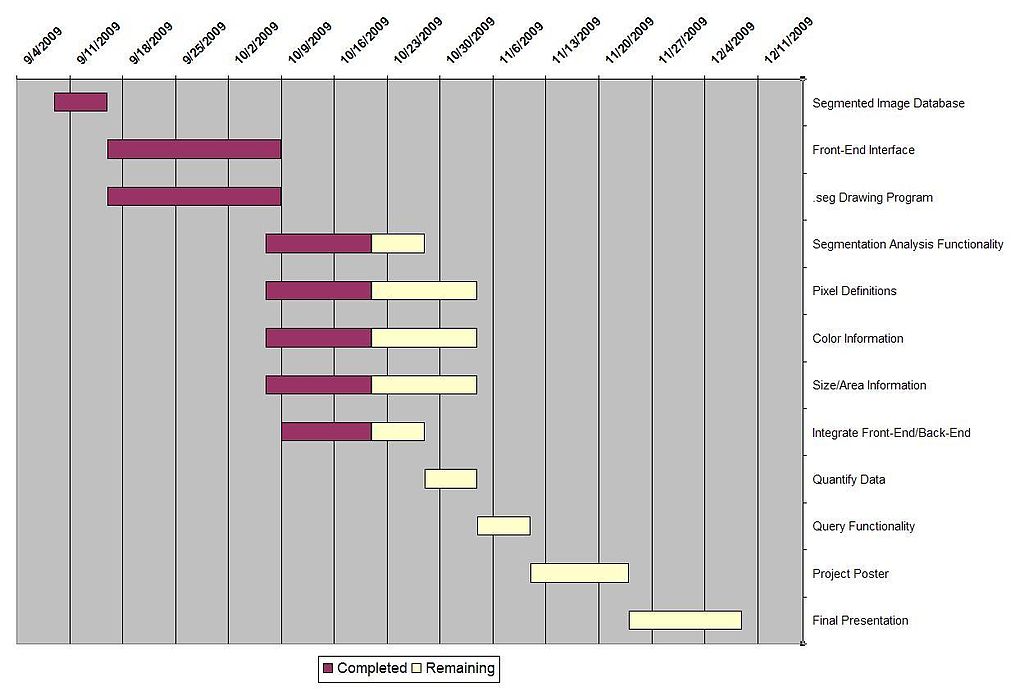 9/4/2009
9/11/2009
9/18/2009
9/25/2009
10/2/2009
10/9/2009
10/16/2009
10/23/2009
10/30/2009
11/6/2009
11/13/2009
11/20/2009
11/27/2009
12/4/2009
12/11/2009
Segmented Image Database
Front-End Interface
.seg Drawing Program
Segmentation Analysis Functionality
Pixel Definitions
Color Information
Size/Area Information
Integrate Front-End/Back-End
Quantify Data
Query Functionality
Project Poster
Final Presentation
Completed Remaining